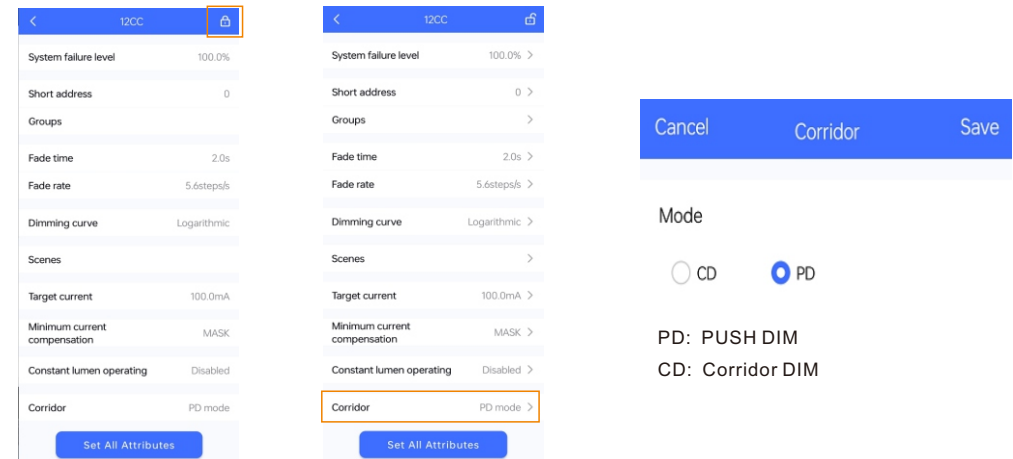 12CC
System failure level 100.0%
Short address 0
Groups
Fade time 2.0s
Fade rate 5.6steps/s
Dimming curve Logarithmic
Scenes
Target current 100.0mA
Minimum current
compensation MASK
Constant lumen operating Disabled
Corridor PD mode
Set All Attributes
12CC
System failure level 100.0% >
Short address 0 >
Groups >
Fade time 2.0s >
Fade rate 5.6steps/s >
Dimming curve Logarithmic >
Scenes >
Target current 100.0mA >
Minimum current
compensation MASK >
Constant lumen operating Disabled >
Corridor PD mode >
Set All Attributes
Cancel Corridor Save
Mode
CD PD
PD: PUSH DIM
CD: Corridor DIM